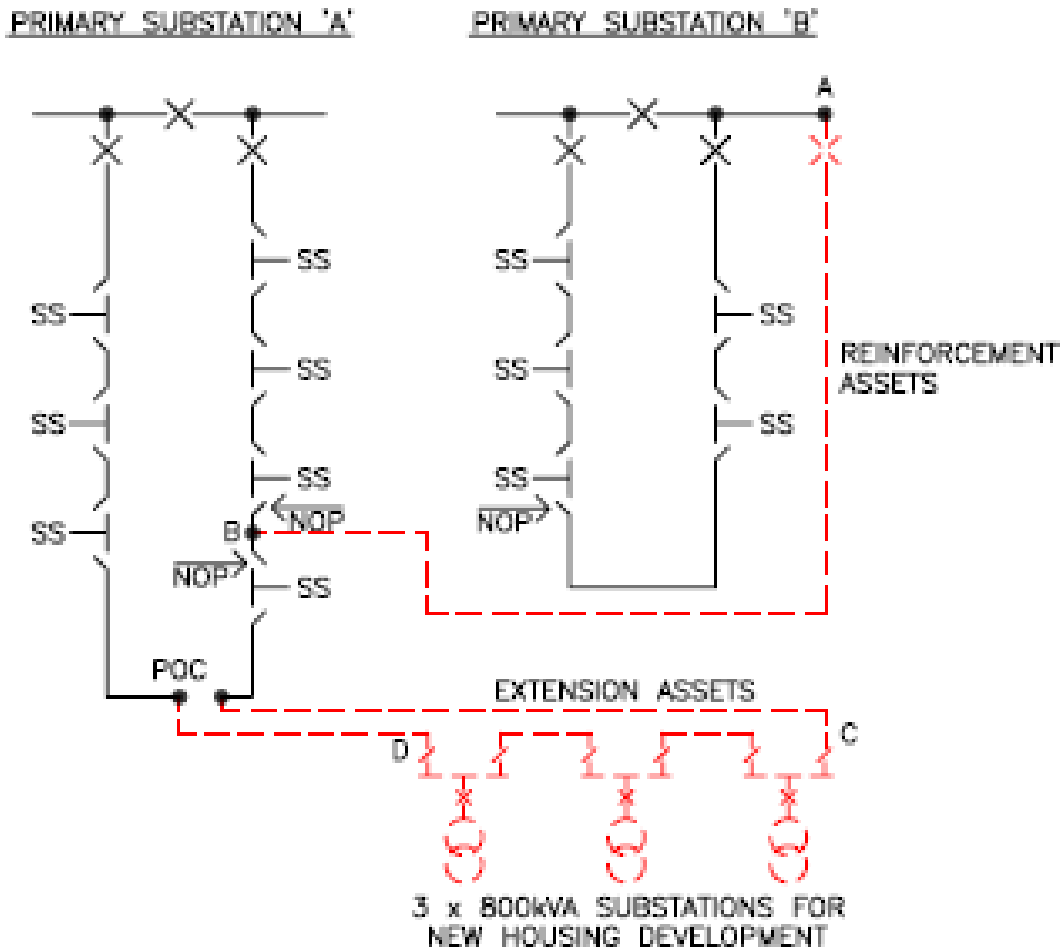 PRIMARY SUBSTATION 'A'
PRIMARY SUBSTATION 'B'
A
SS
SS
SS
SS
SS
SS
SS
SS
REINFORCEMENT
ASSETS
SS
SS
SS
SS
NOP
NOP
SS
B
NOP
SS
POC
EXTENSION ASSETS
D
C
3 x 800kVA SUBSTATIONS FOR
NEW HOUSING DEVELOPMENT